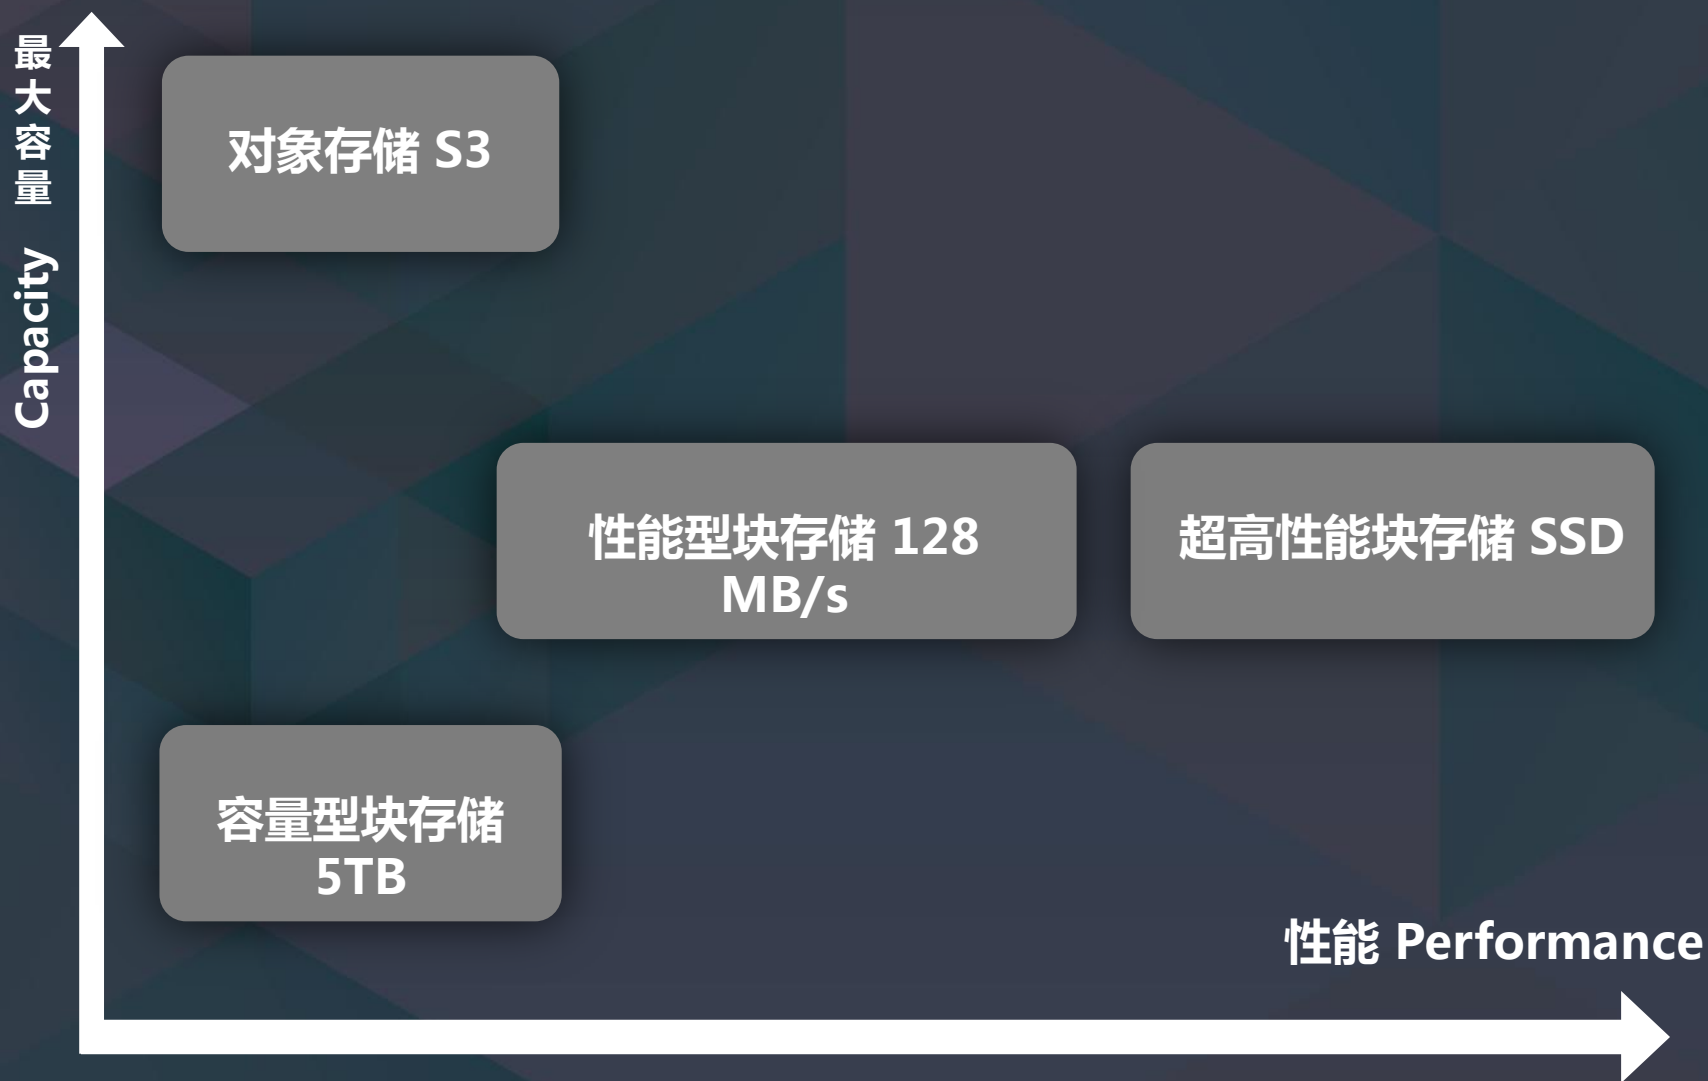 最大容量 Capacity
对象存储 S3
性能型块存储 128
MB/s
超高性能块存储 SSD
容量型块存储
5TB
性能 Performance